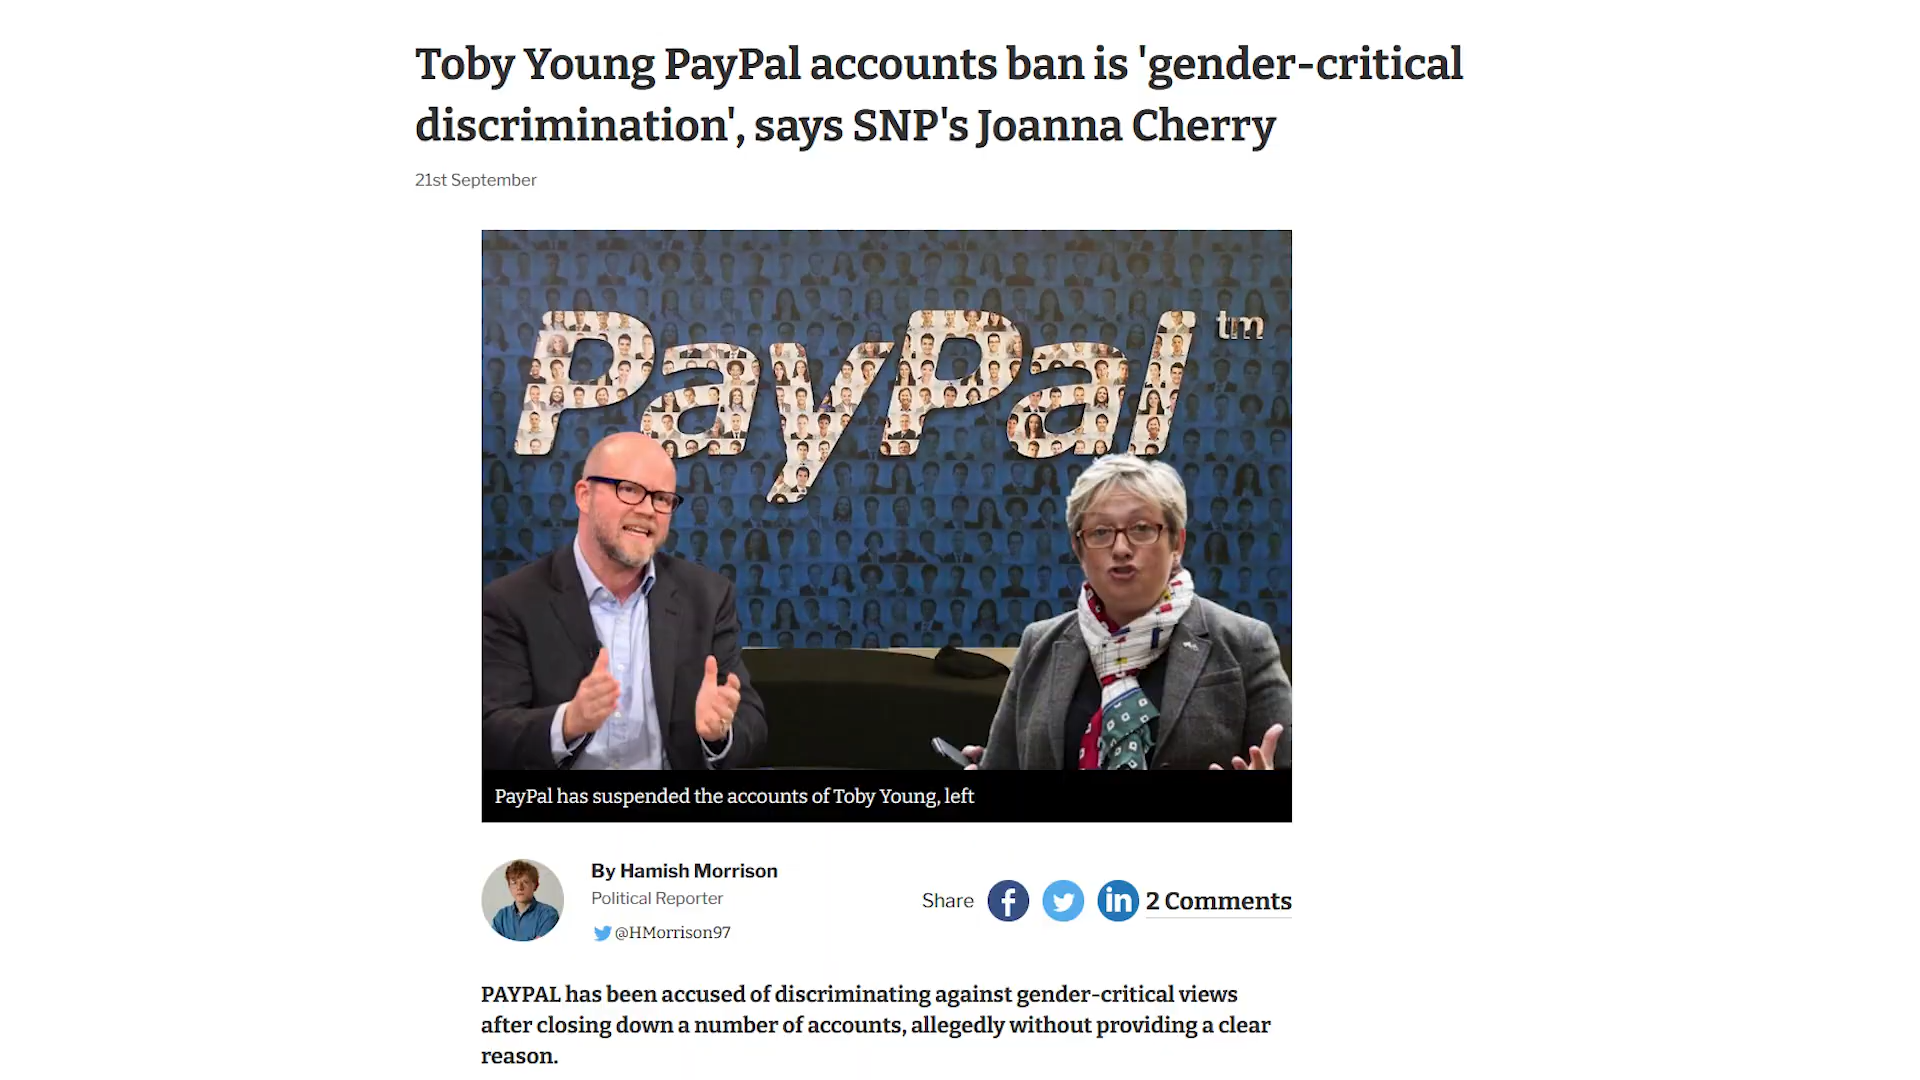 Toby Young PayPal accounts ban is 'gender-critical
discrimination', says SNP's Joanna Cherry
21st September
PayPal tm
PayPal has suspended the accounts of Toby Young, left
By Hamish Morrison
Political Reporter
@HMorrison97
Share
2 Comments
PAYPAL has been accused of discriminating against gender-critical views
after closing down a number of accounts, allegedly without providing a clear
reason.